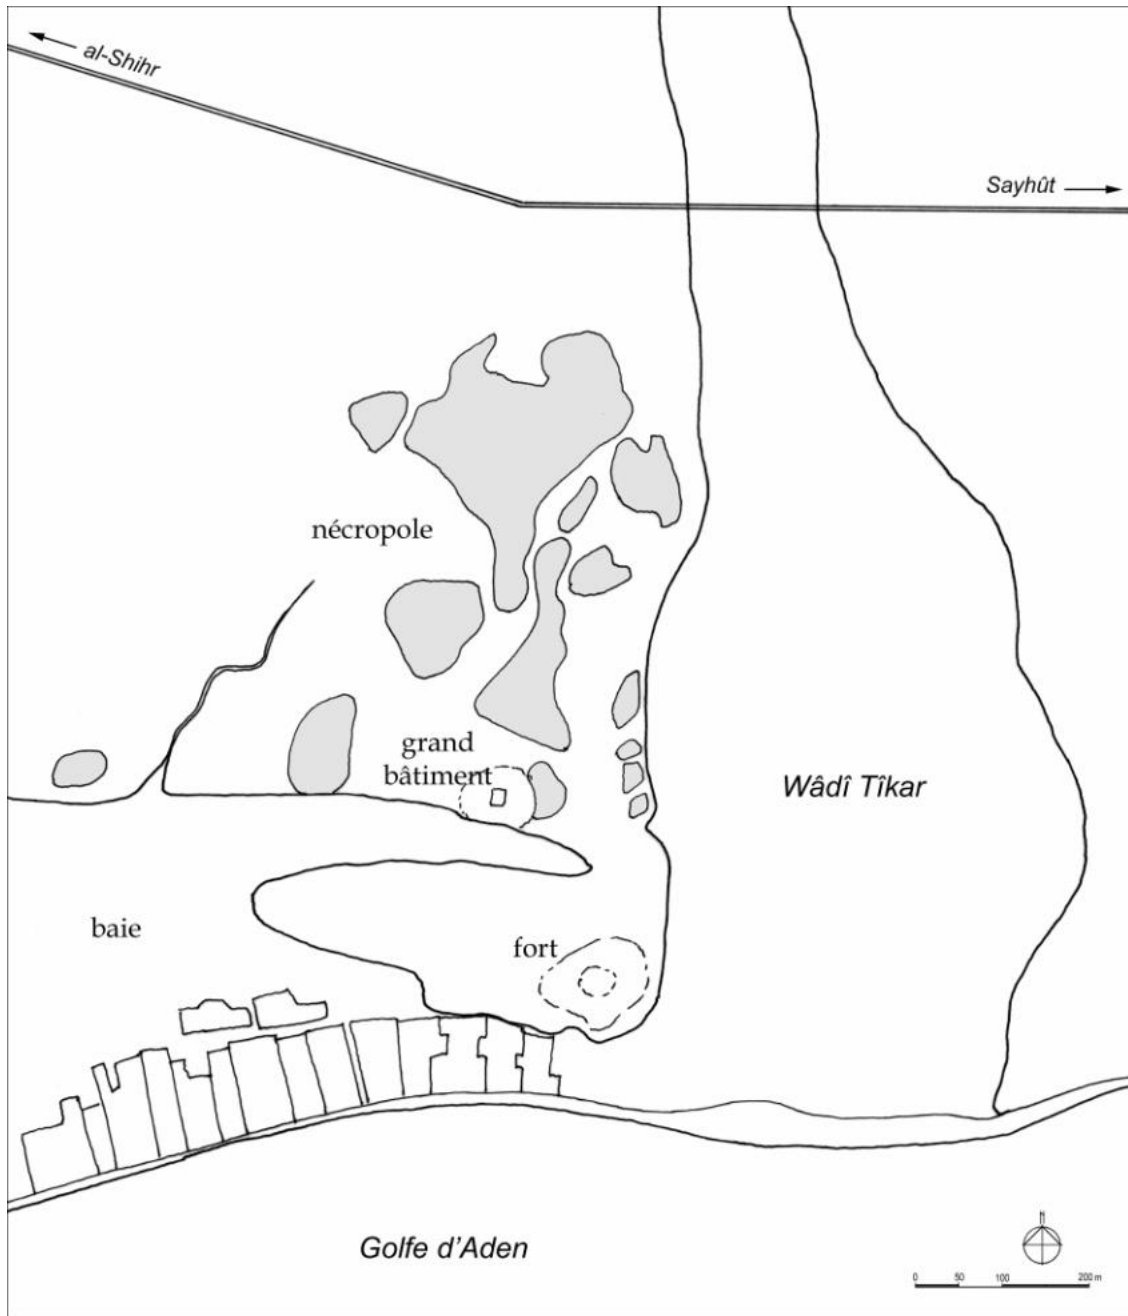 al-Shihr
Sayhût
nécropole
grand
bâtiment
Wâdî Tîkar
baie
fort
Golfe d'Aden
N
0 50 100 200 m